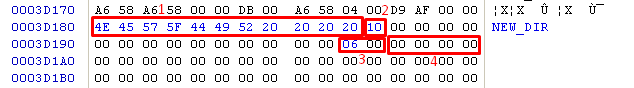 0003D170 A6 58 A6 58 00 00 DB 00 A6 58 04 00 D9 AF 00 00 ¦X¦X Û ¦X Ù¯
1 2
0003D180 4E 45 57 5F 44 49 52 20 20 20 20 10 00 00 00 00 NEW_DIR
0003D190 00 00 00 00 00 00 00 00 00 00 06 00 00 00 00 00
3 4
0003D1A0 00 00 00 00 00 00 00 00 00 00 00 00 00 00 00
0003D1B0 00 00 00 00 00 00 00 00 00 00 00 00 00 00 00 00